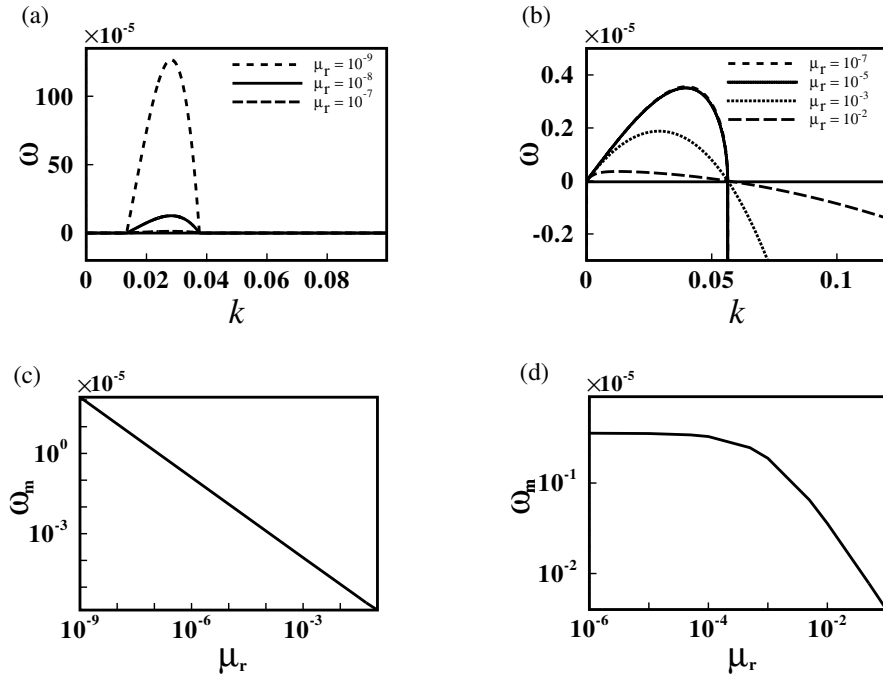 (a)
×10⁻⁵
μᵣ = 10⁻⁹
μᵣ = 10⁻⁸
μᵣ = 10⁻⁷
100
50
0
ω
0 0.02 0.04 0.06 0.08
k
(b)
×10⁻⁵
μᵣ = 10⁻⁷
μᵣ = 10⁻⁵
μᵣ = 10⁻³
μᵣ = 10⁻²
0.4
0.2
0
-0.2
ω
0 0.05 0.1
k
(c)
×10⁻⁵
10⁰
10⁻³
ωₘ
10⁻⁹ 10⁻⁶ 10⁻³
μᵣ
(d)
×10⁻⁵
10⁻¹
10⁻²
ωₘ
10⁻⁶ 10⁻⁴ 10⁻²
μᵣ